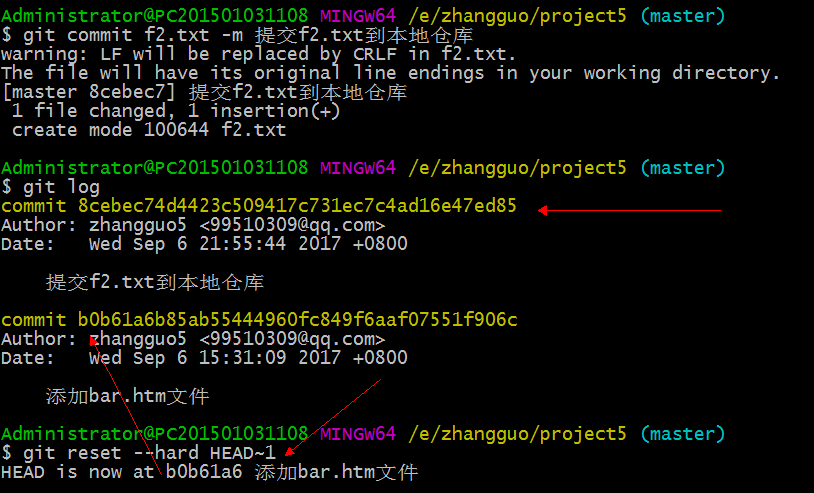 Administrator@PC201501031108 MINGW64 /e/zhangguo/project5 (master)
$ git commit f2.txt -m 提交f2.txt到本地仓库
warning: LF will be replaced by CRLF in f2.txt.
The file will have its original line endings in your working directory.
[master 8cebec7] 提交f2.txt到本地仓库
 1 file changed, 1 insertion(+)
 create mode 100644 f2.txt
Administrator@PC201501031108 MINGW64 /e/zhangguo/project5 (master)
$ git log
commit 8cebec74d4423c509417c731ec7c4ad16e47ed85
Author: zhangguo5 <99510309@qq.com>
Date:   Wed Sep 6 21:55:44 2017 +0800
    提交f2.txt到本地仓库
commit b0b61a6b85ab55444960fc849f6aaf07551f906c
Author: zhangguo5 <99510309@qq.com>
Date:   Wed Sep 6 15:31:09 2017 +0800
    添加bar.htm文件
Administrator@PC201501031108 MINGW64 /e/zhangguo/project5 (master)
$ git reset --hard HEAD~1
HEAD is now at b0b61a6 添加bar.htm文件